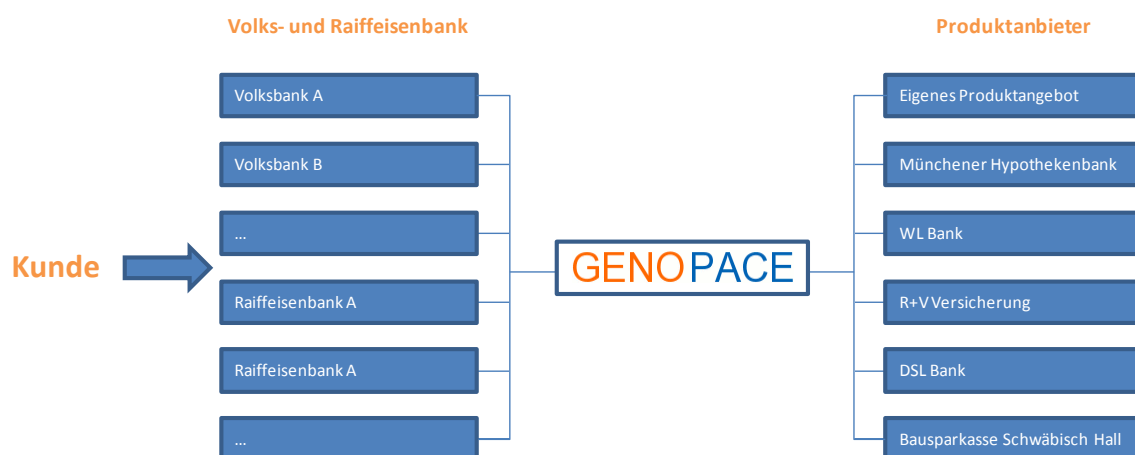 Volks- und Raiffeisenbank
Produktanbieter
Kunde
Volksbank A
Volksbank B
...
Raiffeisenbank A
Raiffeisenbank A
...
GENOPACE
Eigenes Produktangebot
Münchener Hypothekenbank
WL Bank
R+V Versicherung
DSL Bank
Bausparkasse Schwäbisch Hall